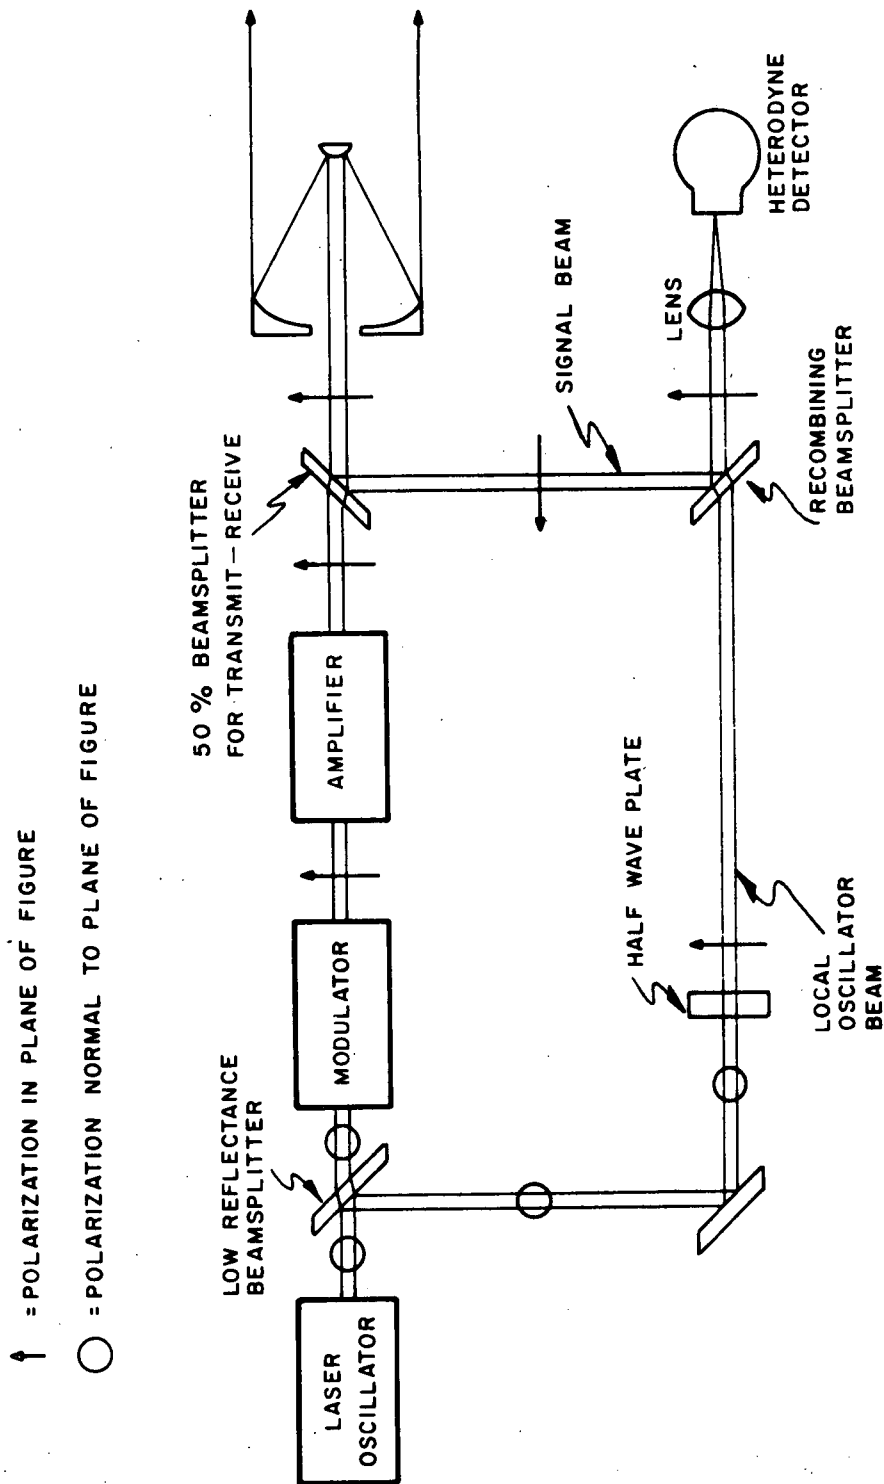 = POLARIZATION IN PLANE OF FIGURE
= POLARIZATION NORMAL TO PLANE OF FIGURE
LASER
OSCILLATOR
LOW REFLECTANCE
BEAMSPLITTER
MODULATOR
AMPLIFIER
50 % BEAMSPLITTER
FOR TRANSMIT-RECEIVE
SIGNAL BEAM
HALF WAVE PLATE
LOCAL
OSCILLATOR
BEAM
RECOMBINING
BEAMSPLITTER
LENS
HETERODYNE
DETECTOR